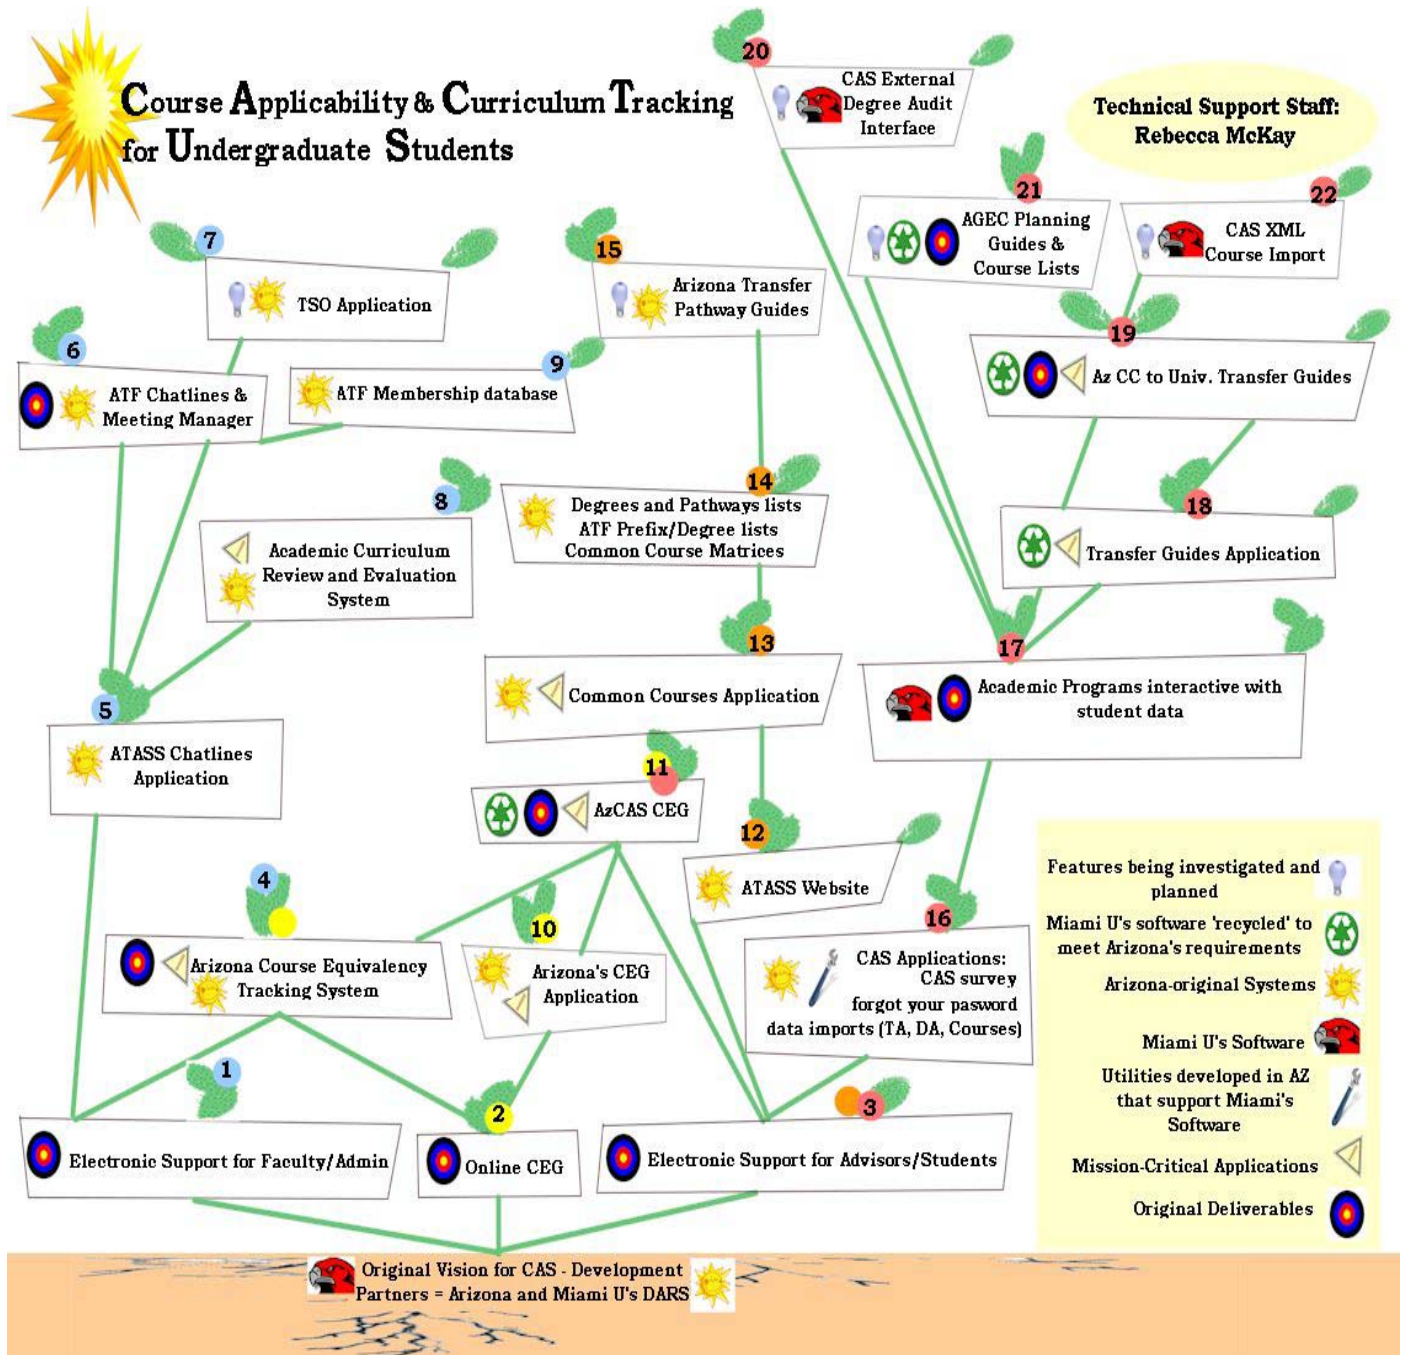 Course Applicability & Curriculum Tracking
for Undergraduate Students
20
CAS External
Degree Audit
Interface
Technical Support Staff:
Rebecca McKay
21
AGEC Planning
Guides &
Course Lists
22
CAS XML
Course Import
7
TSO Application
15
Arizona Transfer
Pathway Guides
6
ATF Chatlines &
Meeting Manager
9
ATF Membership database
19
Az CC to Univ. Transfer Guides
8
Academic Curriculum
Review and Evaluation
System
14
Degrees and Pathways lists
ATF Prefix/Degree lists
Common Course Matrices
18
Transfer Guides Application
13
Common Courses Application
17
Academic Programs interactive with
student data
5
ATASS Chatlines
Application
11
AzCAS CEG
12
ATASS Website
4
Arizona Course Equivalency
Tracking System
10
Arizona's CEG
Application
16
CAS Applications:
CAS survey
forgot your pasword
data imports (TA, DA, Courses)
1
Electronic Support for Faculty/Admin
2
Online CEG
3
Electronic Support for Advisors/Students
Features being investigated and
planned
Miami U's software 'recycled' to
meet Arizona's requirements
Arizona-original Systems
Miami U's Software
Utilities developed in AZ
that support Miami's
Software
Mission-Critical Applications
Original Deliverables
Original Vision for CAS - Development
Partners = Arizona and Miami U's DARS